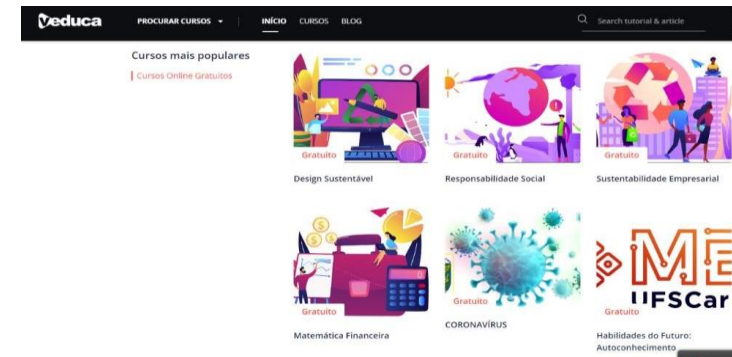 veduca
PROCURAR CURSOS
INÍCIO CURSOS BLOG
Search tutorial & article
Cursos mais populares
Cursos Online Gratuitos
Gratuito
Design Sustentável
Gratuito
Responsabilidade Social
Gratuito
Sustentabilidade Empresarial
Gratuito
Matemática Financeira
Gratuito
CORONAVÍRUS
ME
UFSCar
Gratuito
Habilidades do Futuro:
Autoconhecimento